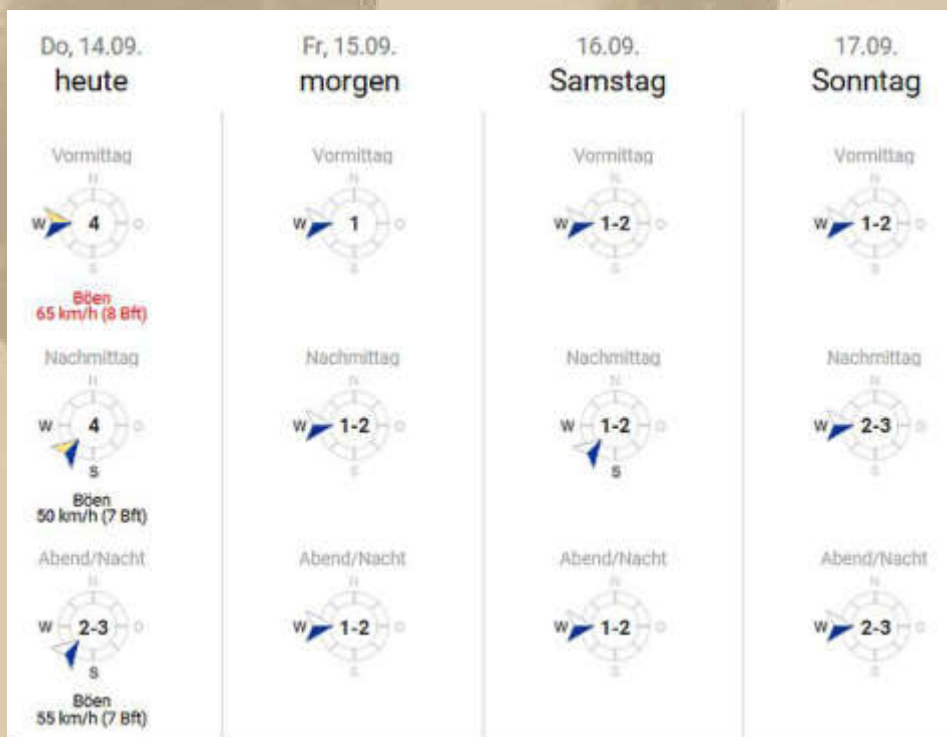 Do, 14.09.
heute
Vormittag
N
W 4 O
S
Böen
65 km/h (8 Bft)
Nachmittag
N
W 4 O
S
Böen
50 km/h (7 Bft)
Abend/Nacht
N
W 2-3 O
S
Böen
55 km/h (7 Bft)
Fr, 15.09.
morgen
Vormittag
N
W 1 O
S
Nachmittag
N
W 1-2 O
S
Abend/Nacht
N
W 1-2 O
S
16.09.
Samstag
Vormittag
N
W 1-2 O
S
Nachmittag
N
W 1-2 O
S
Abend/Nacht
N
W 1-2 O
S
17.09.
Sonntag
Vormittag
N
W 1-2 O
S
Nachmittag
N
W 2-3 O
S
Abend/Nacht
N
W 2-3 O
S